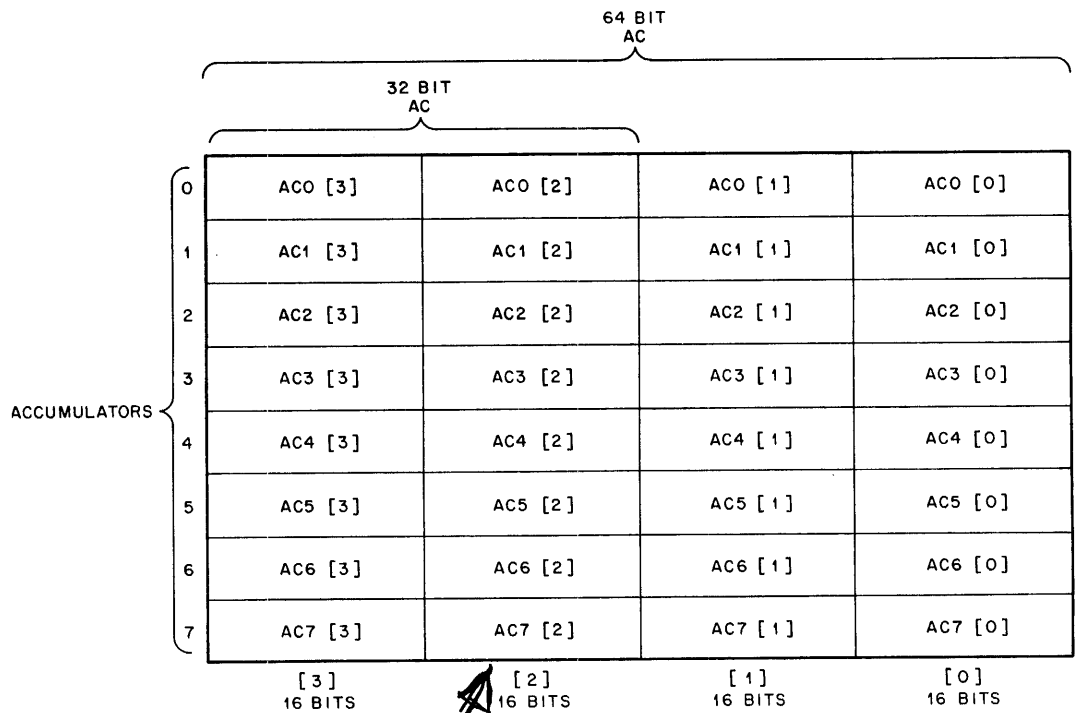 64 BIT
AC
32 BIT
AC
0 AC0 [3] AC0 [2] AC0 [1] AC0 [0]
1 AC1 [3] AC1 [2] AC1 [1] AC1 [0]
2 AC2 [3] AC2 [2] AC2 [1] AC2 [0]
3 AC3 [3] AC3 [2] AC3 [1] AC3 [0]
ACCUMULATORS
4 AC4 [3] AC4 [2] AC4 [1] AC4 [0]
5 AC5 [3] AC5 [2] AC5 [1] AC5 [0]
6 AC6 [3] AC6 [2] AC6 [1] AC6 [0]
7 AC7 [3] AC7 [2] AC7 [1] AC7 [0]
[3] [2] [1] [0]
16 BITS 16 BITS 16 BITS 16 BITS